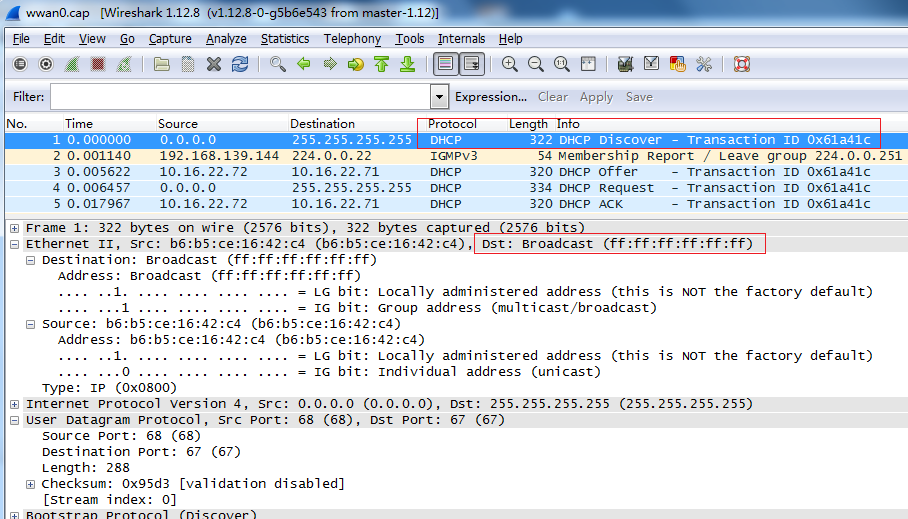 wwan0.cap [Wireshark 1.12.8 (v1.12.8-0-g5b6e543 from master-1.12)]
File Edit View Go Capture Analyze Statistics Telephony Tools Internals Help
Filter: Expression... Clear Apply Save
No. Time Source Destination Protocol Length Info
1 0.000000 0.0.0.0 255.255.255.255 DHCP 322 DHCP Discover - Transaction ID 0x61a41c
2 0.001140 192.168.139.144 224.0.0.22 IGMPv3 54 Membership Report / Leave group 224.0.0.251
3 0.005622 10.16.22.72 10.16.22.71 DHCP 320 DHCP Offer - Transaction ID 0x61a41c
4 0.006457 0.0.0.0 255.255.255.255 DHCP 334 DHCP Request - Transaction ID 0x61a41c
5 0.017967 10.16.22.72 10.16.22.71 DHCP 320 DHCP ACK - Transaction ID 0x61a41c
Frame 1: 322 bytes on wire (2576 bits), 322 bytes captured (2576 bits)
Ethernet II, Src: b6:b5:ce:16:42:c4 (b6:b5:ce:16:42:c4), Dst: Broadcast (ff:ff:ff:ff:ff:ff)
Destination: Broadcast (ff:ff:ff:ff:ff:ff)
Address: Broadcast (ff:ff:ff:ff:ff:ff)
.... ..1. .... .... .... .... = LG bit: Locally administered address (this is NOT the factory default)
.... ...1 .... .... .... .... = IG bit: Group address (multicast/broadcast)
Source: b6:b5:ce:16:42:c4 (b6:b5:ce:16:42:c4)
Address: b6:b5:ce:16:42:c4 (b6:b5:ce:16:42:c4)
.... ..1. .... .... .... .... = LG bit: Locally administered address (this is NOT the factory default)
.... ...0 .... .... .... .... = IG bit: Individual address (unicast)
Type: IP (0x0800)
Internet Protocol Version 4, Src: 0.0.0.0 (0.0.0.0), Dst: 255.255.255.255 (255.255.255.255)
User Datagram Protocol, Src Port: 68 (68), Dst Port: 67 (67)
Source Port: 68 (68)
Destination Port: 67 (67)
Length: 288
Checksum: 0x95d3 [validation disabled]
[Stream index: 0]
Bootstrap Protocol (Discover)